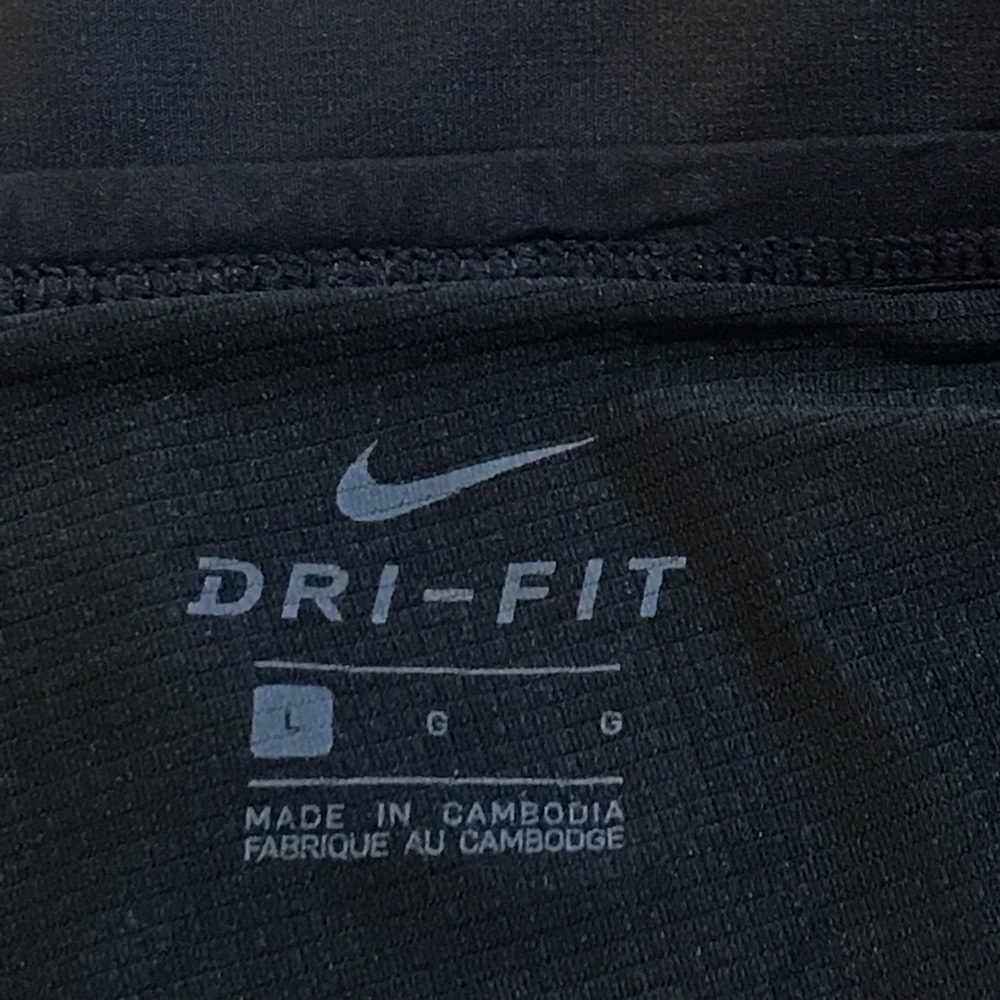 DRI-FIT
L G G
MADE IN CAMBODIA
FABRIQUE AU CAMBODGE